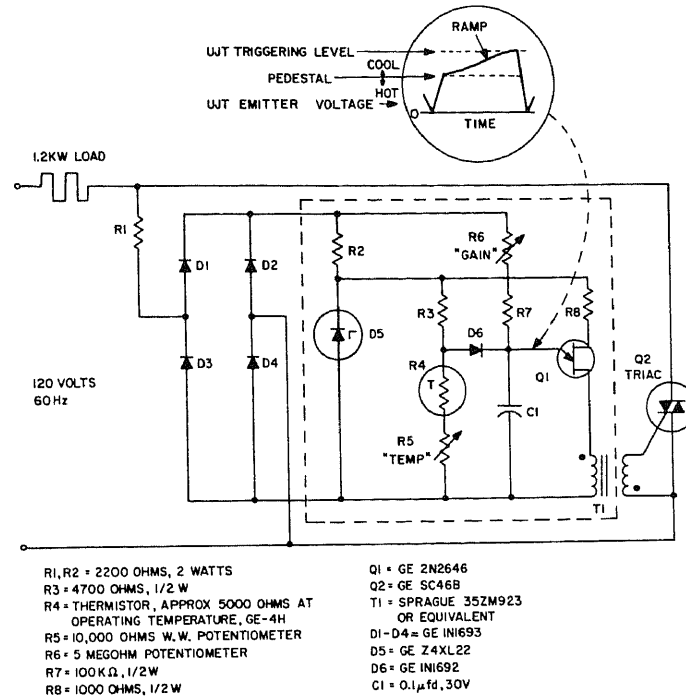 RAMP
UJT TRIGGERING LEVEL
COOL
PEDESTAL
HOT
UJT EMITTER VOLTAGE
O
TIME
1.2KW LOAD
R1
R2
R6
"GAIN"
D1
D2
R3
D6
R7
R8
D5
Q2
TRIAC
D3
D4
R4
T
Q1
120 VOLTS
60 Hz
C1
R5
"TEMP"
T1
R1, R2 = 2200 OHMS, 2 WATTS
R3 = 4700 OHMS, 1/2 W
R4 = THERMISTOR, APPROX 5000 OHMS AT
OPERATING TEMPERATURE, GE-4H
R5 = 10,000 OHMS W.W. POTENTIOMETER
R6 = 5 MEGOHM POTENTIOMETER
R7 = 100KΩ, 1/2W
R8 = 1000 OHMS, 1/2W
Q1 = GE 2N2646
Q2 = GE SC46B
T1 = SPRAGUE 35ZM923
OR EQUIVALENT
D1-D4 = GE IN1693
D5 = GE Z4XL22
D6 = GE IN1692
C1 = 0.1µfd, 30V